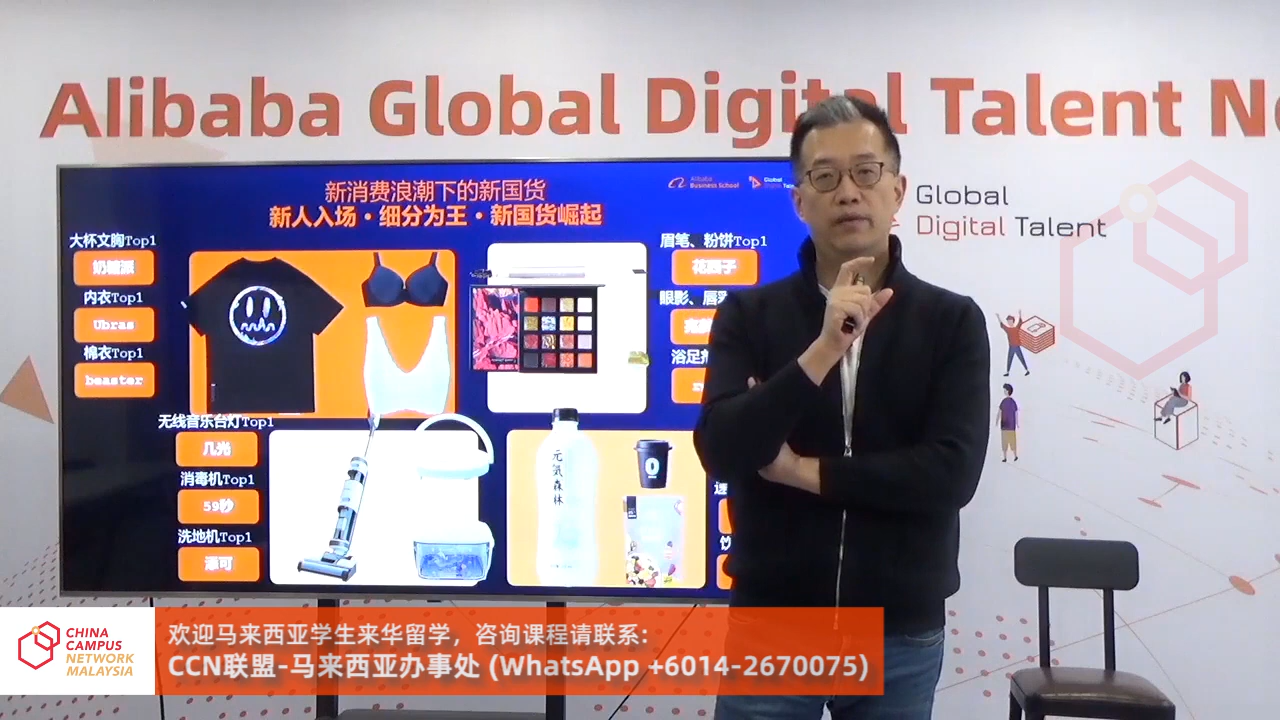 Alibaba Global Digital Talent Ne
新消费浪潮下的新国货
新人入场·细分为王·新国货崛起
Alibaba
Business School
Global
Global
Digital Talent
大杯文胸Top1
奶糖派
内衣Top1
Ubras
棉衣Top1
beaster
眉笔、粉饼Top1
花西子
眼影、唇彩
浴足剂
无线音乐台灯Top1
几光
消毒机Top1
59秒
洗地机Top1
添可
元気森林
CHINA
CAMPUS
NETWORK
MALAYSIA
欢迎马来西亚学生来华留学，咨询课程请联系:
CCN联盟-马来西亚办事处 (WhatsApp +6014-2670075)